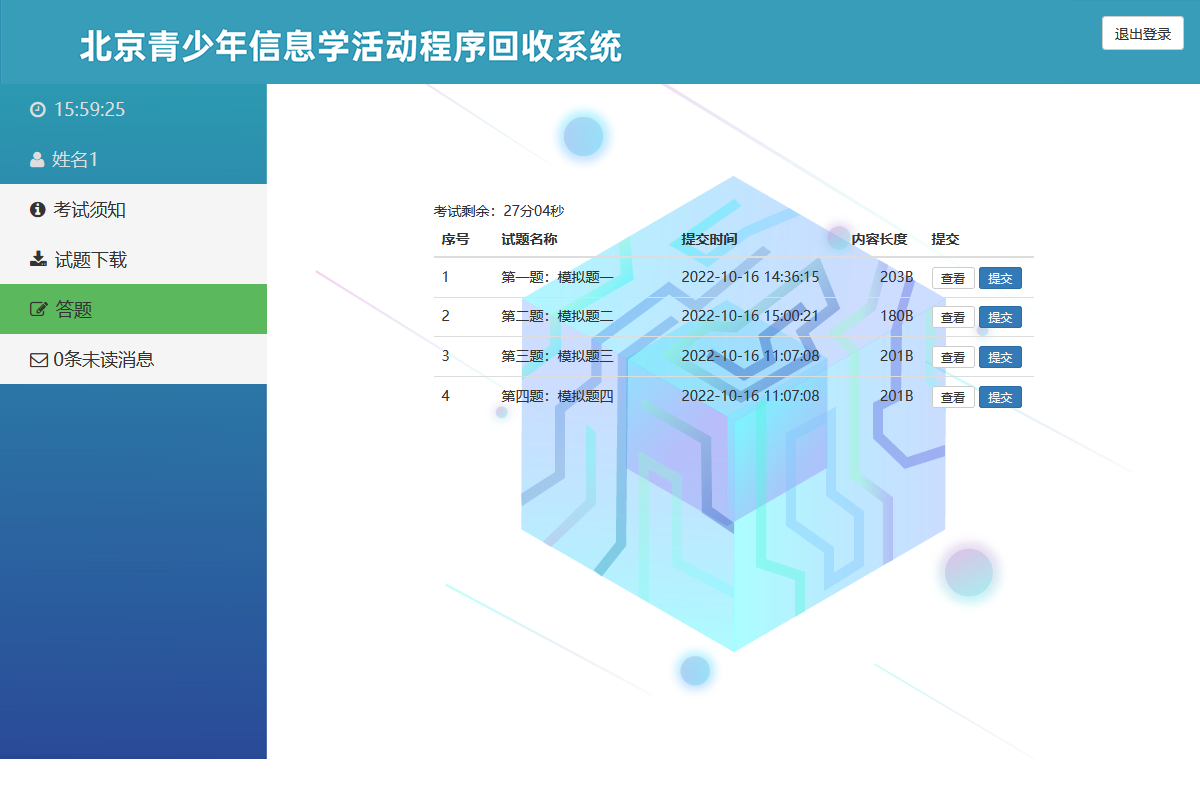 北京青少年信息学活动程序回收系统
退出登录
15:59:25
姓名1
考试须知
试题下载
答题
0条未读消息
考试剩余：27分04秒
序号 试题名称 提交时间 内容长度 提交
1 第一题：模拟题一 2022-10-16 14:36:15 203B 查看 提交
2 第二题：模拟题二 2022-10-16 15:00:21 180B 查看 提交
3 第三题：模拟题三 2022-10-16 11:07:08 201B 查看 提交
4 第四题：模拟题四 2022-10-16 11:07:08 201B 查看 提交